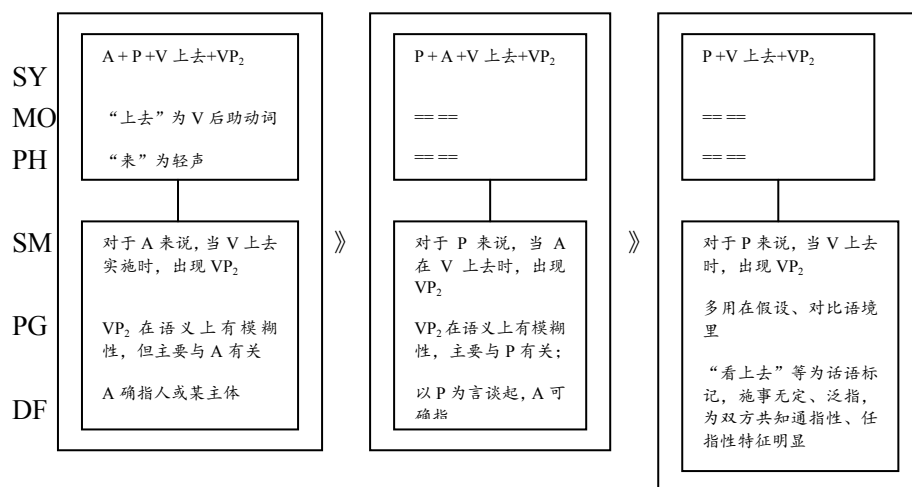 SY
MO
PH
SM
PG
DF
A + P +V 上去+VP₂
“上去”为 V 后助动词
“来”为轻声
对于 A 来说,当 V 上去
实施时,出现 VP₂
VP₂ 在语义上有模糊
性,但主要与 A 有关
A 确指人或某主体
》
P + A +V 上去+VP₂
== ==
== ==
对于 P 来说,当 A
在 V 上去时,出现
VP₂
VP₂在语义上有模糊
性,主要与 P 有关;
以 P 为言谈起,A 可
确指
》
P +V 上去+VP₂
== ==
== ==
对于 P 来说,当 V 上去
时,出现 VP₂
多用在假设、对比语境
里
“看上去”等为话语标
记,施事无定、泛指,
为双方共知通指性、任
指性特征明显